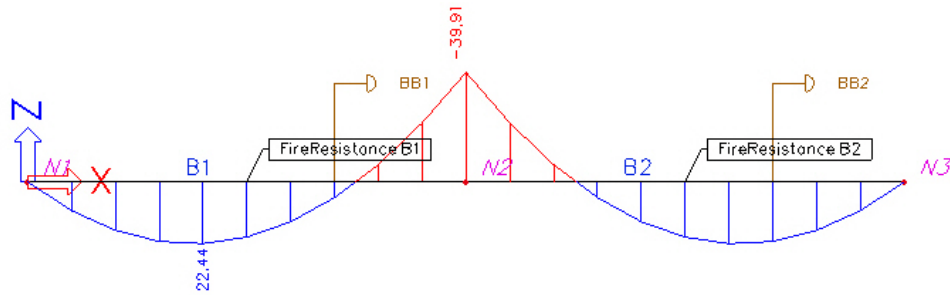 -39.91
BB1
BB2
Z
N1
B1
FireResistance B1
N2
B2
FireResistance B2
N3
X
22.44